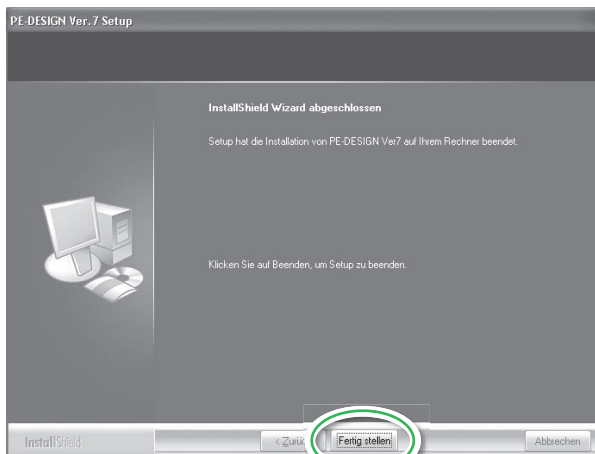 PE-DESIGN Ver.7 Setup
InstallShield Wizard abgeschlossen
Setup hat die Installation von PE-DESIGN Ver7 auf Ihrem Rechner beendet.
Klicken Sie auf Beenden, um Setup zu beenden.
InstallShield
< Zurück
Fertig stellen
Abbrechen